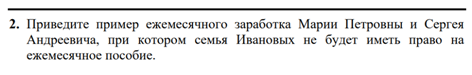 2. Приведите пример ежемесячного заработка Марии Петровны и Сергея
Андреевича, при котором семья Ивановых не будет иметь право на
ежемесячное пособие.